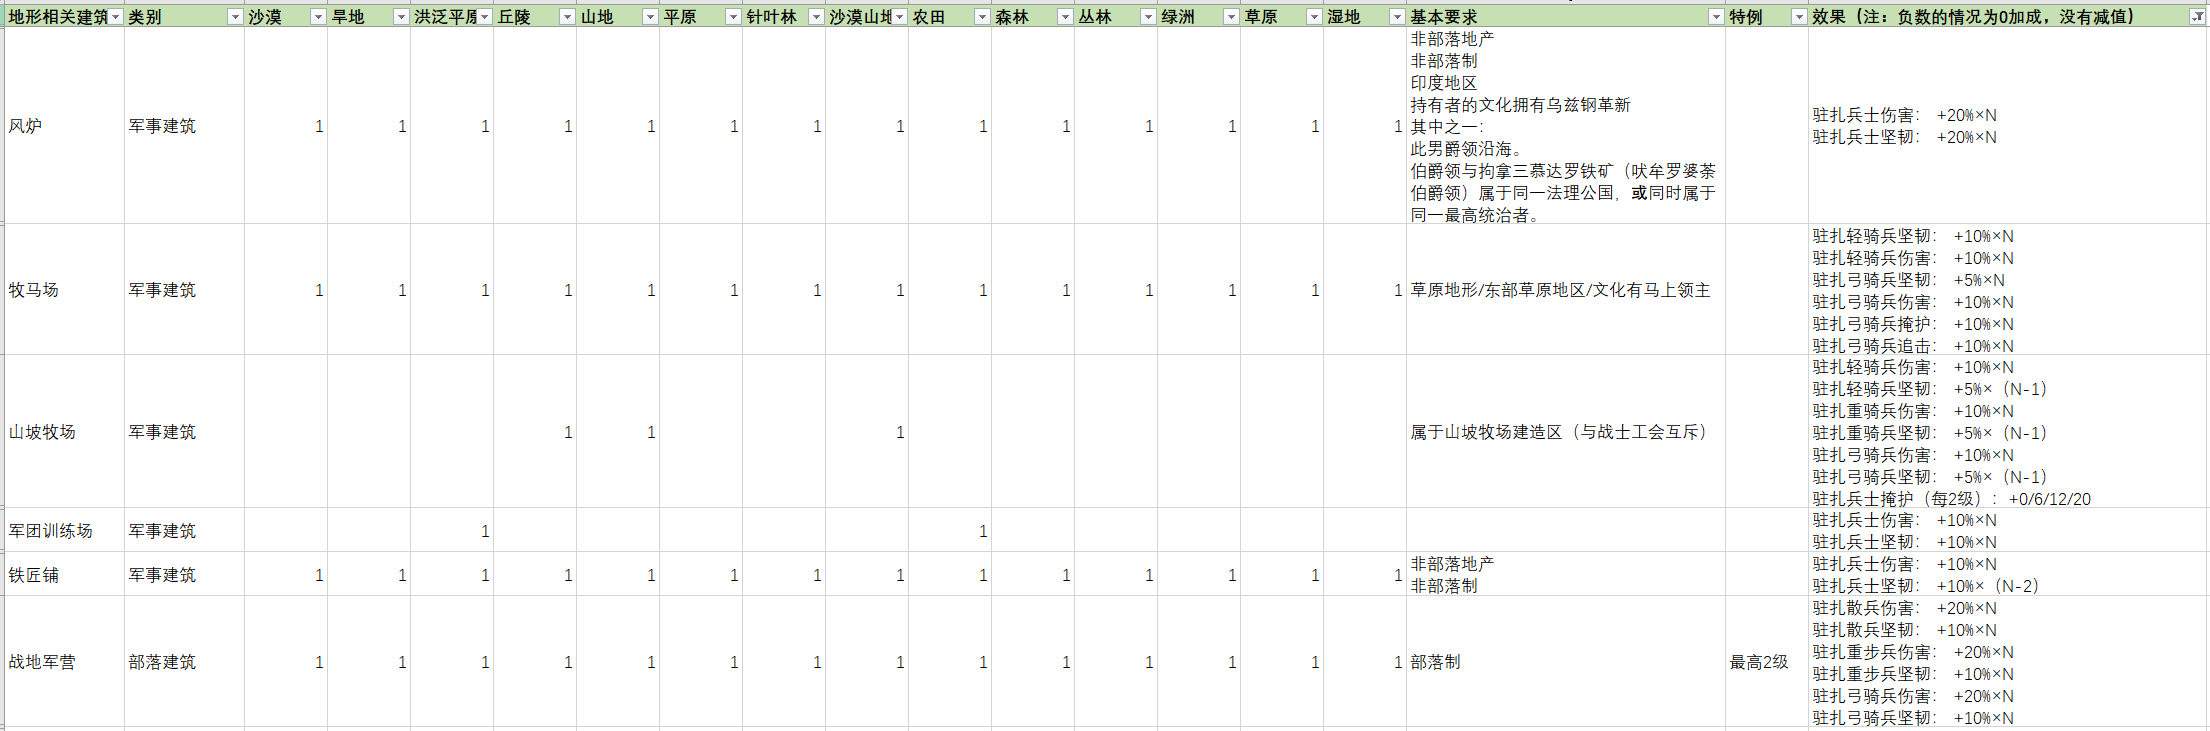 地形相关建筑 类别 沙漠 旱地 洪泛平原 丘陵 山地 平原 针叶林 沙漠山地 农田 森林 丛林 绿洲 草原 湿地 基本要求 特例 效果（注：负数的情况为0加成，没有减值）
风炉 军事建筑 1 1 1 1 1 1 1 1 1 1 1 1 1 1
非部落地产
非部落制
印度地区
持有者的文化拥有乌兹钢革新
其中之一：
此男爵领沿海。
伯爵领与拘拿三慕达罗铁矿（吠牟罗婆荼
伯爵领）属于同一法理公国，或同时属于
同一最高统治者。
驻扎兵士伤害： +20%×N
驻扎兵士坚韧： +20%×N
牧马场 军事建筑 1 1 1 1 1 1 1 1 1 1 1 1 1 1 草原地形/东部草原地区/文化有马上领主
驻扎轻骑兵坚韧： +10%×N
驻扎轻骑兵伤害： +10%×N
驻扎弓骑兵坚韧： +5%×N
驻扎弓骑兵伤害： +10%×N
驻扎弓骑兵掩护： +10%×N
驻扎弓骑兵追击： +10%×N
山坡牧场 军事建筑 1 1 1 属于山坡牧场建造区（与战士工会互斥）
驻扎轻骑兵伤害： +10%×N
驻扎轻骑兵坚韧： +5%×（N-1）
驻扎重骑兵伤害： +10%×N
驻扎重骑兵坚韧： +5%×（N-1）
驻扎弓骑兵伤害： +10%×N
驻扎弓骑兵坚韧： +5%×（N-1）
驻扎兵士掩护（每2级）：+0/6/12/20
军团训练场 军事建筑 1 1
驻扎兵士伤害： +10%×N
驻扎兵士坚韧： +10%×N
铁匠铺 军事建筑 1 1 1 1 1 1 1 1 1 1 1 1 1 1
非部落地产
非部落制
驻扎兵士伤害： +10%×N
驻扎兵士坚韧： +10%×（N-2）
战地军营 部落建筑 1 1 1 1 1 1 1 1 1 1 1 1 1 1 部落制 最高2级
驻扎散兵伤害： +20%×N
驻扎散兵坚韧： +10%×N
驻扎重步兵伤害： +20%×N
驻扎重步兵坚韧： +10%×N
驻扎弓骑兵伤害： +20%×N
驻扎弓骑兵坚韧： +10%×N